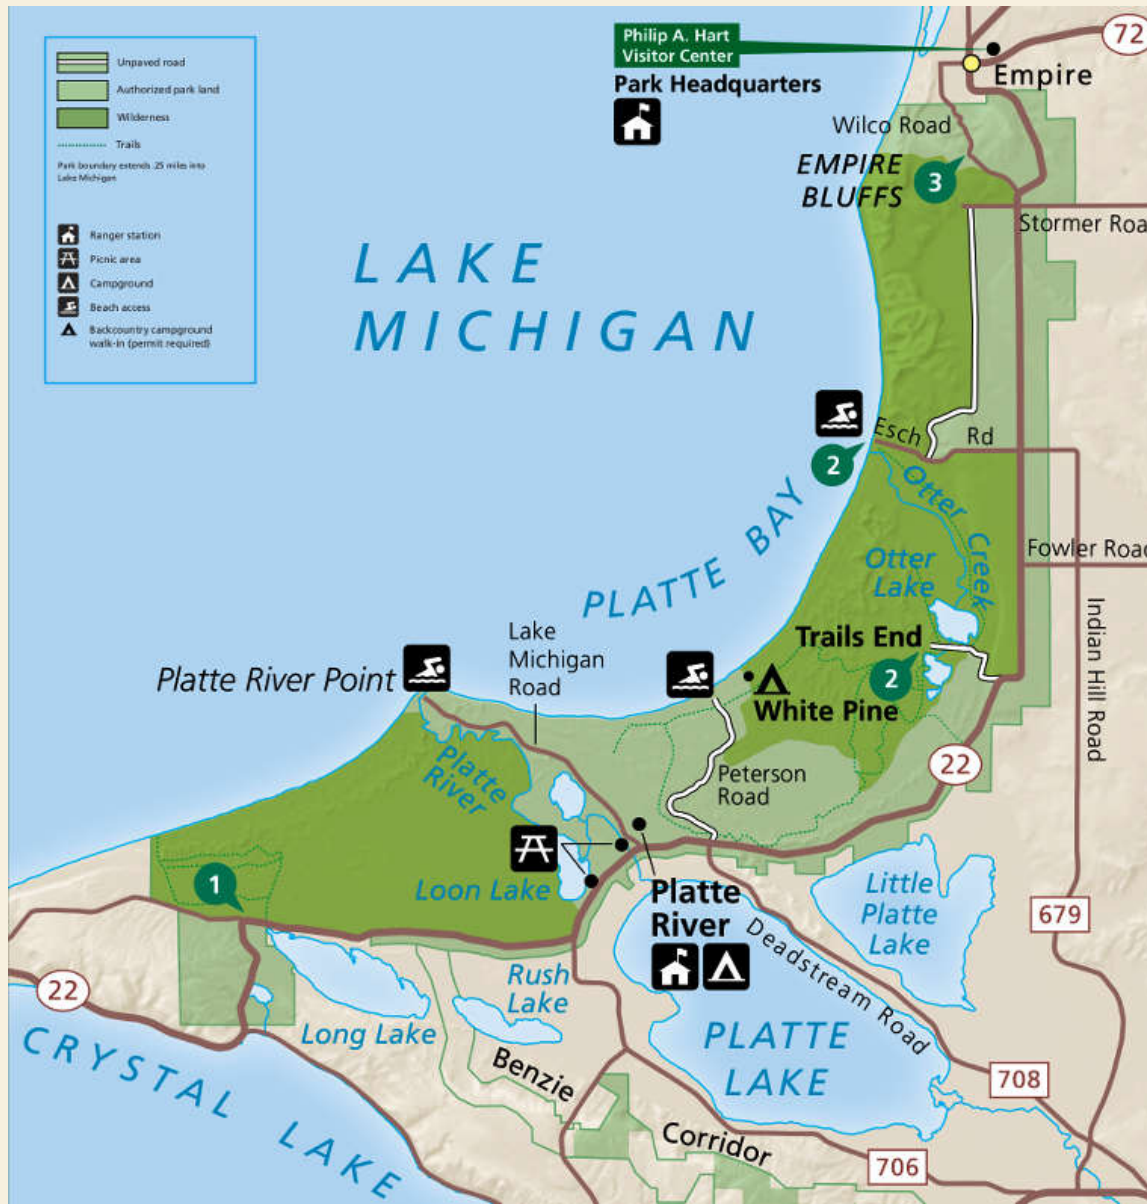 Unpaved road
Authorized park land
Wilderness
Trails
Park boundary extends .25 miles into
Lake Michigan
Ranger station
Picnic area
Campground
Beach access
Backcountry campground
walk-in (permit required)
Philip A. Hart
Visitor Center
Park Headquarters
72
Empire
Wilco Road
EMPIRE
BLUFFS
3
Stormer Roa
LAKE
MICHIGAN
Esch Rd
2
Otter Creek
PLATTE BAY
Otter
Lake
Fowler Road
Indian Hill Road
Trails End
2
Lake
Michigan
Road
Platte River Point
White Pine
Platte
River
Peterson
Road
22
1
Loon Lake
Platte
River
Little
Platte
Lake
679
Deadstream Road
22
Rush
Lake
Long Lake
PLATTE
LAKE
CRYSTAL LAKE
Benzie
Corridor
708
706